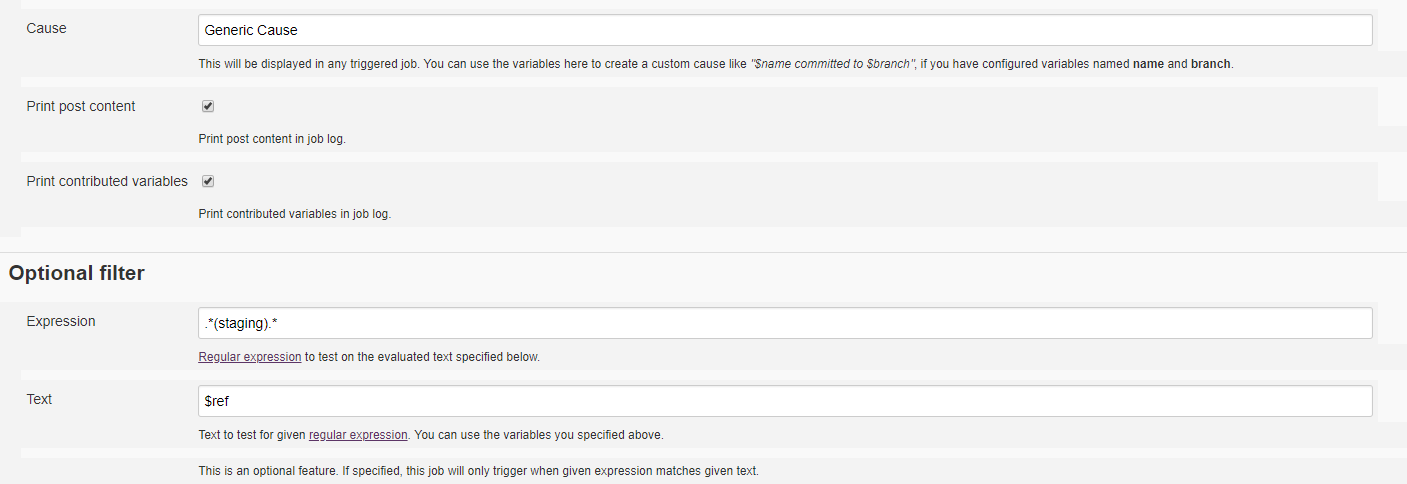 Cause
Generic Cause
This will be displayed in any triggered job. You can use the variables here to create a custom cause like "$name committed to $branch", if you have configured variables named name and branch.
Print post content
Print post content in job log.
Print contributed variables
Print contributed variables in job log.
Optional filter
Expression
.*(staging).*
Regular expression to test on the evaluated text specified below.
Text
$ref
Text to test for given regular expression. You can use the variables you specified above.
This is an optional feature. If specified, this job will only trigger when given expression matches given text.